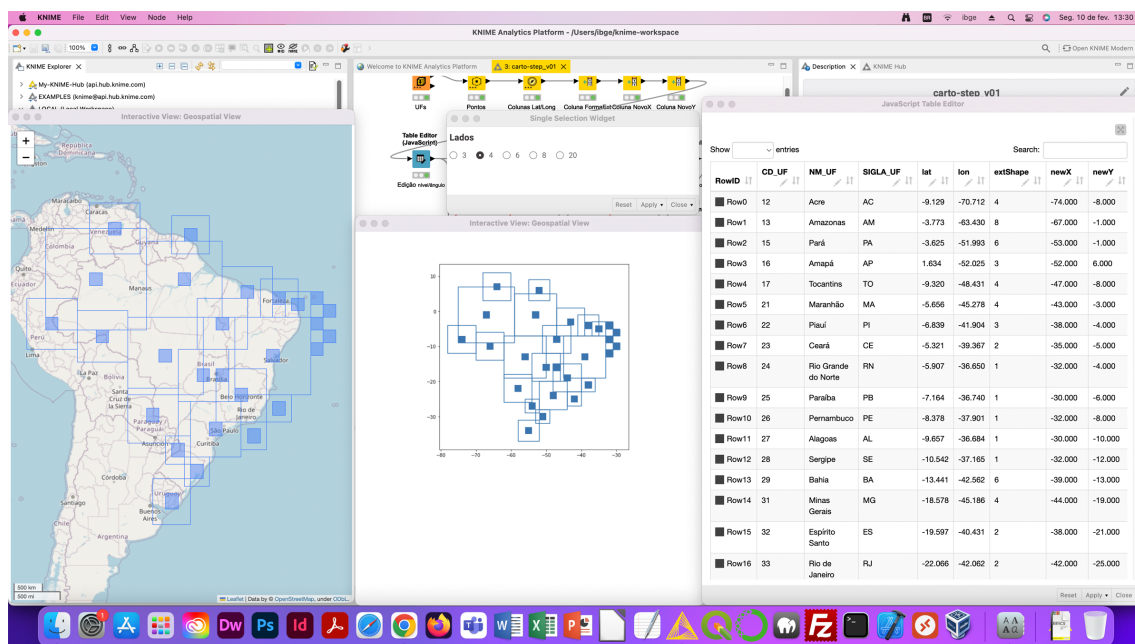 KNIME File Edit View Node Help
BR ibge Seg. 10 de fev. 13:30
KNIME Analytics Platform - /Users/ibge/knime-workspace
100%
Open KNIME Modern
KNIME Explorer
My-KNIME-Hub (api.hub.knime.com)
EXAMPLES (knime@api.hub.knime.com)
LOCAL (Local Workspace)
Welcome to KNIME Analytics Platform
3: carto-step_v01
UFs
Pontos
Colunas Lat/Long
Coluna FormaExt
Coluna NovoX
Coluna NovoY
Table Editor
(JavaScript)
Description
KNIME Hub
carto-step_v01
Interactive View: Geospatial View
+
−
República
Dominicana
Maracaibo
Caracas
Medellín
Venezuela
Guyana
Colombia
Quito
Ecuador
Manaus
Fortaleza
Perú
Lima
Brasil
Brasília
Salvador
La Paz
Bolivia
Santa
Cruz de
la Sierra
Belo Horizonte
Rio de
Janeiro
Paraguay /
Paraguái
São Paulo
Asunción
Curitiba
Córdoba
Santiago
Uruguay
Buenos
Aires
Chile
Argentina
500 km
500 mi
Leaflet | Data by © OpenStreetMap, under ODbL.
Single Selection Widget
Lados
3 4 6 8 20
Reset Apply Close
Interactive View: Geospatial View
10
0
−10
−20
−30
−80 −70 −60 −50 −40 −30
JavaScript Table Editor
Show entries Search:
RowID CD_UF NM_UF SIGLA_UF lat lon extShape newX newY
Row0 12 Acre AC -9.129 -70.712 4 -74.000 -8.000
Row1 13 Amazonas AM -3.773 -63.430 8 -67.000 -1.000
Row2 15 Pará PA -3.625 -51.993 6 -53.000 -1.000
Row3 16 Amapá AP 1.634 -52.025 3 -52.000 6.000
Row4 17 Tocantins TO -9.320 -48.431 4 -47.000 -8.000
Row5 21 Maranhão MA -5.656 -45.278 4 -43.000 -3.000
Row6 22 Piauí PI -6.839 -41.904 3 -38.000 -4.000
Row7 23 Ceará CE -5.321 -39.367 2 -35.000 -5.000
Row8 24 Rio Grande do Norte RN -5.907 -36.650 1 -32.000 -4.000
Row9 25 Paraíba PB -7.164 -36.740 1 -30.000 -6.000
Row10 26 Pernambuco PE -8.378 -37.901 1 -32.000 -8.000
Row11 27 Alagoas AL -9.657 -36.684 1 -30.000 -10.000
Row12 28 Sergipe SE -10.542 -37.165 1 -32.000 -12.000
Row13 29 Bahia BA -13.441 -42.562 6 -39.000 -13.000
Row14 31 Minas Gerais MG -18.578 -45.186 4 -44.000 -19.000
Row15 32 Espírito Santo ES -19.597 -40.431 2 -38.000 -21.000
Row16 33 Rio de Janeiro RJ -22.066 -42.062 2 -42.000 -25.000
Reset Apply Close
Dw Ps Id